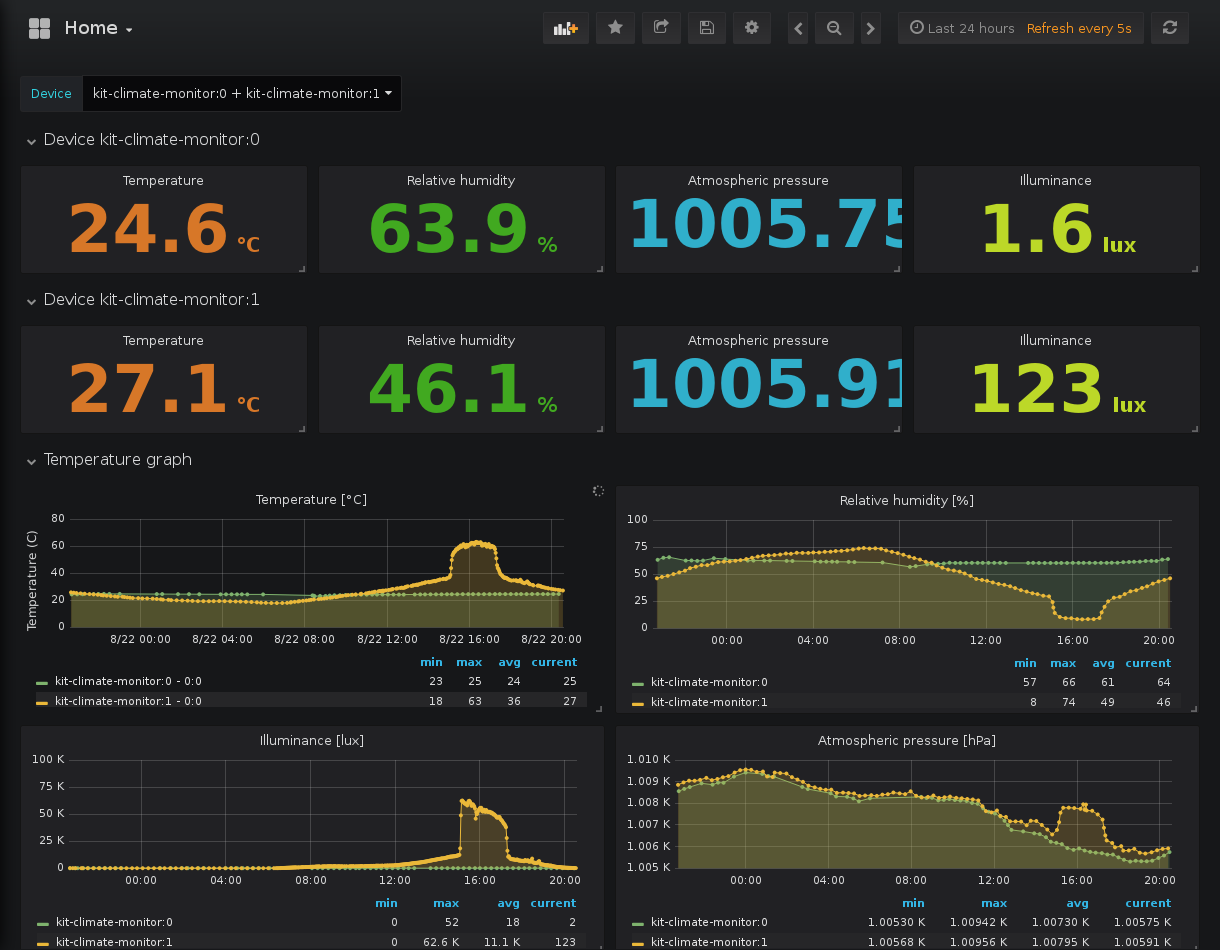 Home
Last 24 hours Refresh every 5s
Device kit-climate-monitor:0 + kit-climate-monitor:1
Device kit-climate-monitor:0
Temperature Relative humidity Atmospheric pressure Illuminance
24.6 °C 63.9 % 1005.75 1.6 lux
Device kit-climate-monitor:1
Temperature Relative humidity Atmospheric pressure Illuminance
27.1 °C 46.1 % 1005.91 123 lux
Temperature graph
Temperature [°C]
Temperature (C)
80
60
40
20
0
8/22 00:00 8/22 04:00 8/22 08:00 8/22 12:00 8/22 16:00 8/22 20:00
min max avg current
kit-climate-monitor:0 - 0:0 23 25 24 25
kit-climate-monitor:1 - 0:0 18 63 36 27
Relative humidity [%]
100
75
50
25
0
00:00 04:00 08:00 12:00 16:00 20:00
min max avg current
kit-climate-monitor:0 57 66 61 64
kit-climate-monitor:1 8 74 49 46
Illuminance [lux]
100 K
75 K
50 K
25 K
0
00:00 04:00 08:00 12:00 16:00 20:00
min max avg current
kit-climate-monitor:0 0 52 18 2
kit-climate-monitor:1 0 62.6 K 11.1 K 123
Atmospheric pressure [hPa]
1.010 K
1.009 K
1.008 K
1.007 K
1.006 K
1.005 K
00:00 04:00 08:00 12:00 16:00 20:00
min max avg current
kit-climate-monitor:0 1.00530 K 1.00942 K 1.00730 K 1.00575 K
kit-climate-monitor:1 1.00568 K 1.00956 K 1.00795 K 1.00591 K